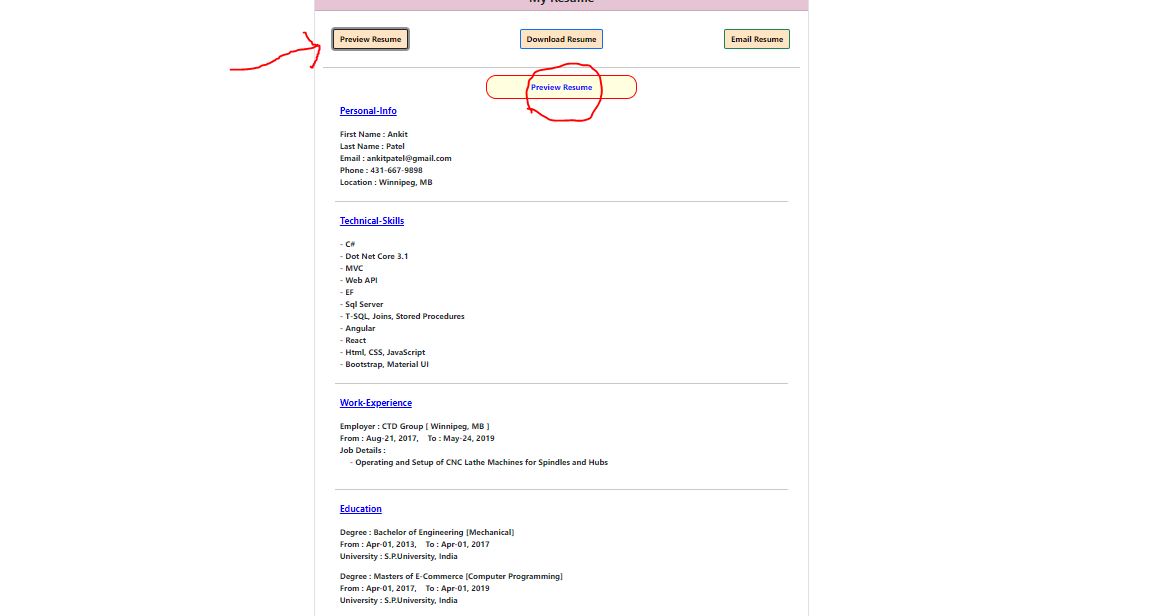 My Resume
Preview Resume Download Resume Email Resume
Preview Resume
Personal-Info
First Name : Ankit
Last Name : Patel
Email : ankitpatel@gmail.com
Phone : 431-667-9898
Location : Winnipeg, MB
Technical-Skills
- C#
- Dot Net Core 3.1
- MVC
- Web API
- EF
- Sql Server
- T-SQL, Joins, Stored Procedures
- Angular
- React
- Html, CSS, JavaScript
- Bootstrap, Material UI
Work-Experience
Employer : CTD Group [ Winnipeg, MB ]
From : Aug-21, 2017, To : May-24, 2019
Job Details :
- Operating and Setup of CNC Lathe Machines for Spindles and Hubs
Education
Degree : Bachelor of Engineering [Mechanical]
From : Apr-01, 2013, To : Apr-01, 2017
University : S.P.University, India
Degree : Masters of E-Commerce [Computer Programming]
From : Apr-01, 2017, To : Apr-01, 2019
University : S.P.University, India